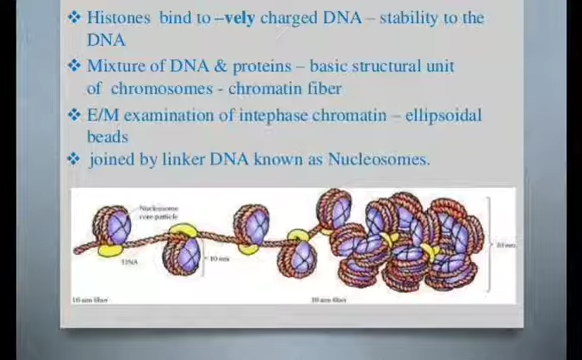 ❖ Histones bind to –vely charged DNA – stability to the
DNA
❖ Mixture of DNA & proteins – basic structural unit
of chromosomes - chromatin fiber
❖ E/M examination of intephase chromatin – ellipsoidal
beads
❖ joined by linker DNA known as Nucleosomes.
Nucleosome
core particle
DNA
10 nm
30 nm
10 nm fiber
30 nm fiber